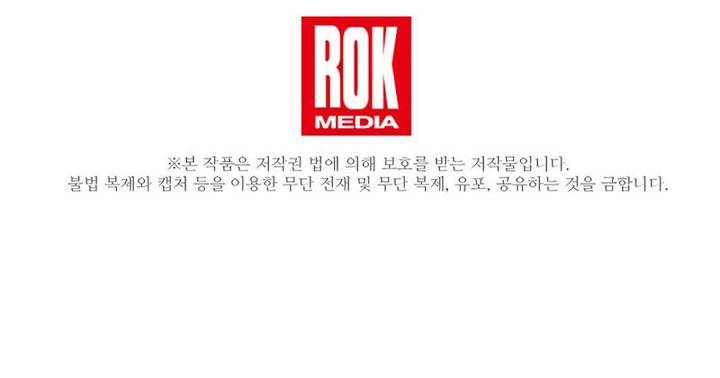 ROK
MEDIA
※본 작품은 저작권 법에 의해 보호를 받는 저작물입니다.
불법 복제와 캡쳐 등을 이용한 무단 전재 및 무단 복제, 유포, 공유하는 것을 금합니다.